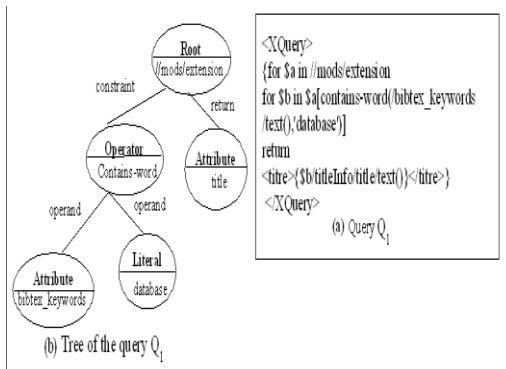 Root
//mods/extension
constraint
return
Operator
Contains-word
Attribute
title
operand
operand
Attribute
bibtex_keywords
Literal
database
(b) Tree of the query Q1
<XQuery>
{for $a in //mods/extension
for $b in $a[contains-word(/bibtex_keywords
/text(),'database')]
return
<titre>{$b/titleInfo/title/text()}</titre>}
</XQuery>
(a) Query Q1